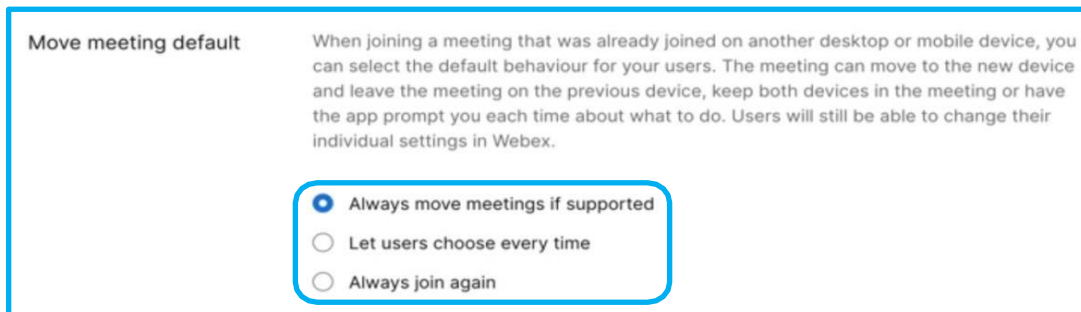 Move meeting default
When joining a meeting that was already joined on another desktop or mobile device, you
can select the default behaviour for your users. The meeting can move to the new device
and leave the meeting on the previous device, keep both devices in the meeting or have
the app prompt you each time about what to do. Users will still be able to change their
individual settings in Webex.
Always move meetings if supported
Let users choose every time
Always join again